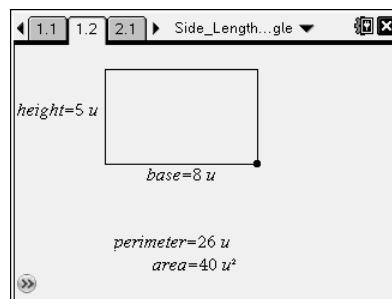 1.1 1.2 2.1 Side_Length...gle
height=5 u
base=8 u
perimeter=26 u
area=40 u²